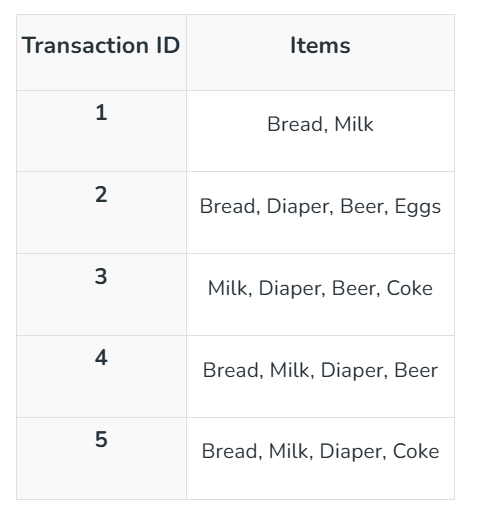 Transaction ID Items
1 Bread, Milk
2 Bread, Diaper, Beer, Eggs
3 Milk, Diaper, Beer, Coke
4 Bread, Milk, Diaper, Beer
5 Bread, Milk, Diaper, Coke